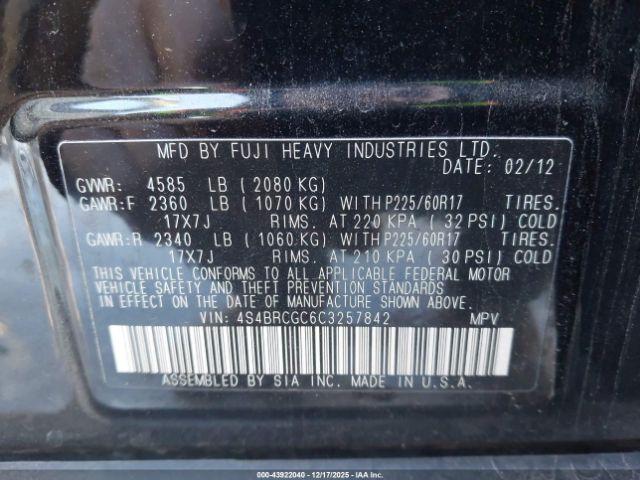 MFD BY FUJI HEAVY INDUSTRIES LTD.
DATE: 02/12
GVWR: 4585 LB (2080 KG)
GAWR:F 2360 LB (1070 KG) WITH P225/60R17 TIRES.
17X7J RIMS. AT 220 KPA ( 32 PSI) COLD
GAWR:R 2340 LB (1060 KG) WITH P225/60R17 TIRES.
17X7J RIMS. AT 210 KPA ( 30 PSI) COLD
THIS VEHICLE CONFORMS TO ALL APPLICABLE FEDERAL MOTOR
VEHICLE SAFETY AND THEFT PREVENTION STANDARDS
IN EFFECT ON THE DATE OF MANUFACTURE SHOWN ABOVE.
VIN: 4S4BRCGC6C3257842 MPV
ASSEMBLED BY SIA INC. MADE IN U.S.A.
IAA - 43922040 - 12/17/2025 - IAAI.COM